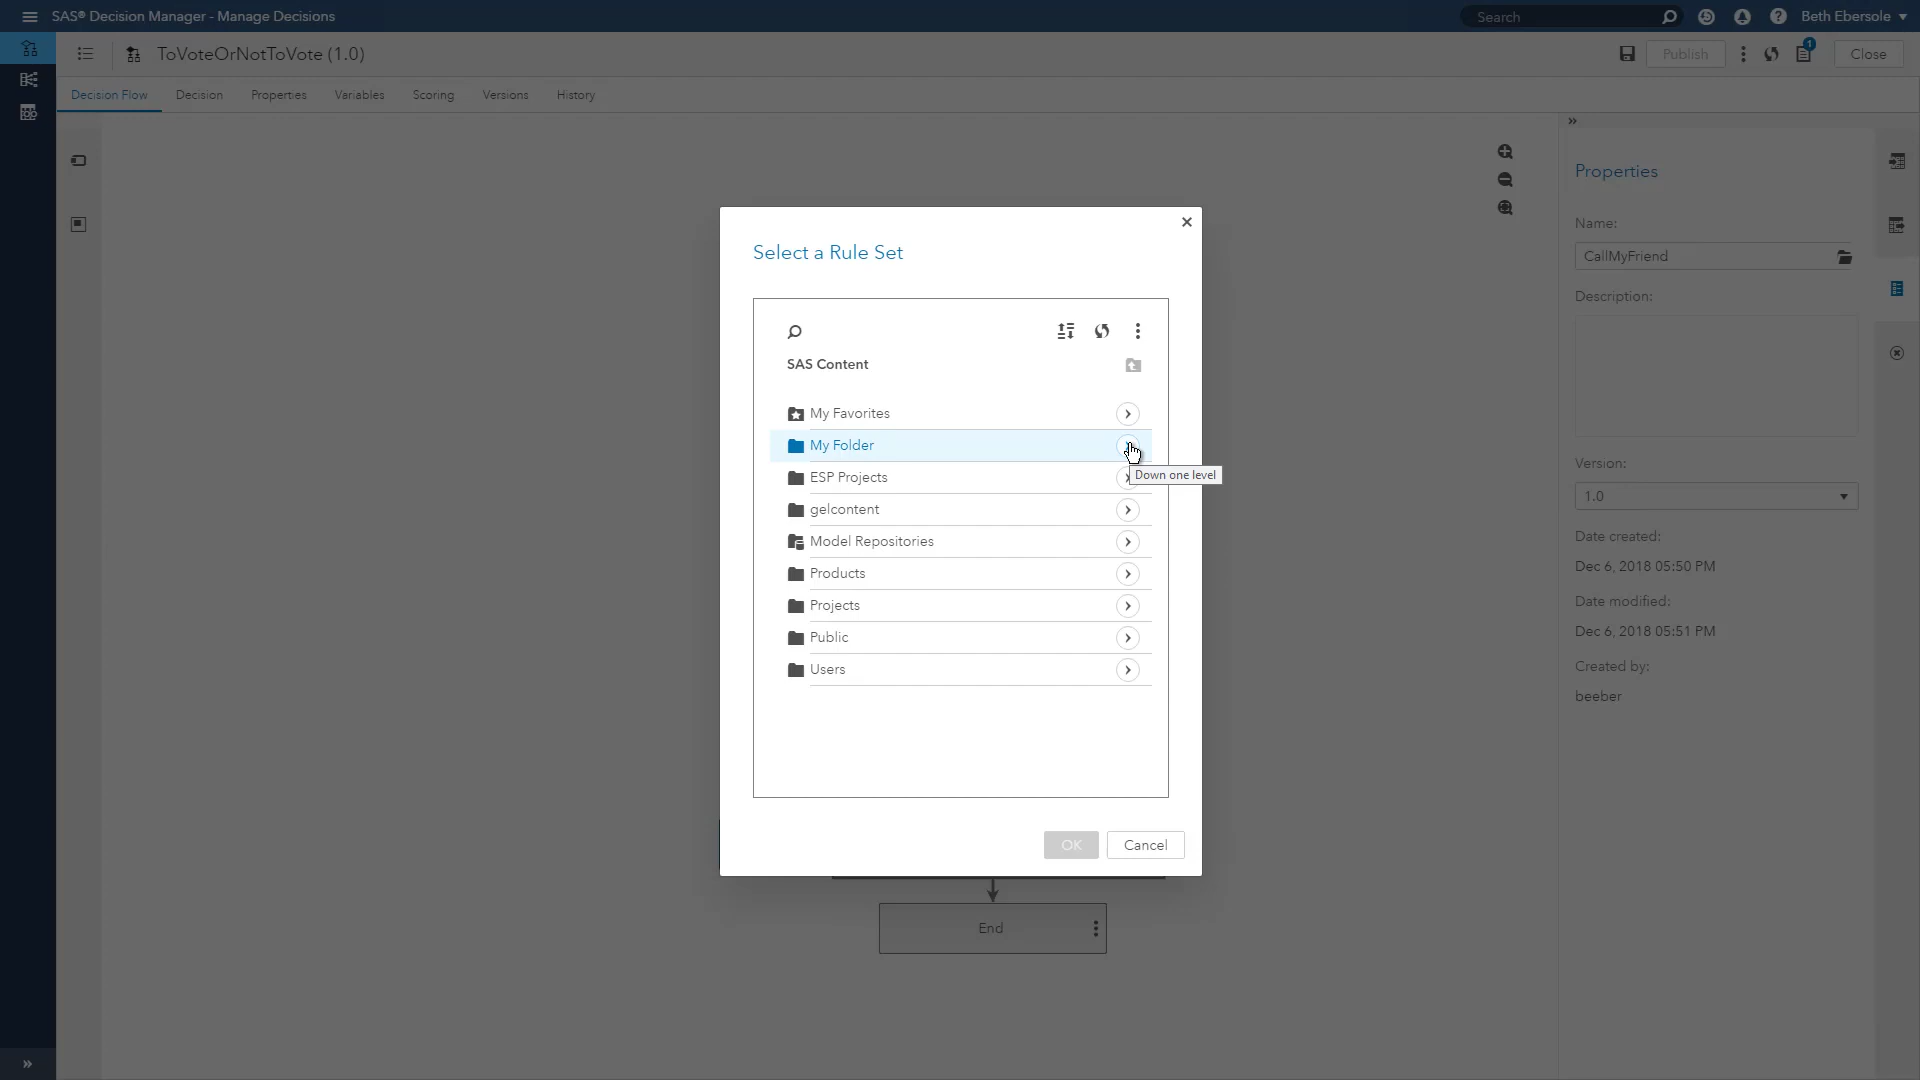 SAS® Decision Manager - Manage Decisions
Search
Beth Ebersole
ToVoteOrNotToVote (1.0)
Publish
1
Close
Decision Flow
Decision
Properties
Variables
Scoring
Versions
History
Properties
Name:
CallMyFriend
Description:
Version:
1.0
Date created:
Dec 6, 2018 05:50 PM
Date modified:
Dec 6, 2018 05:51 PM
Created by:
beeber
Select a Rule Set
SAS Content
My Favorites
My Folder
Down one level
ESP Projects
gelcontent
Model Repositories
Products
Projects
Public
Users
OK
Cancel
End